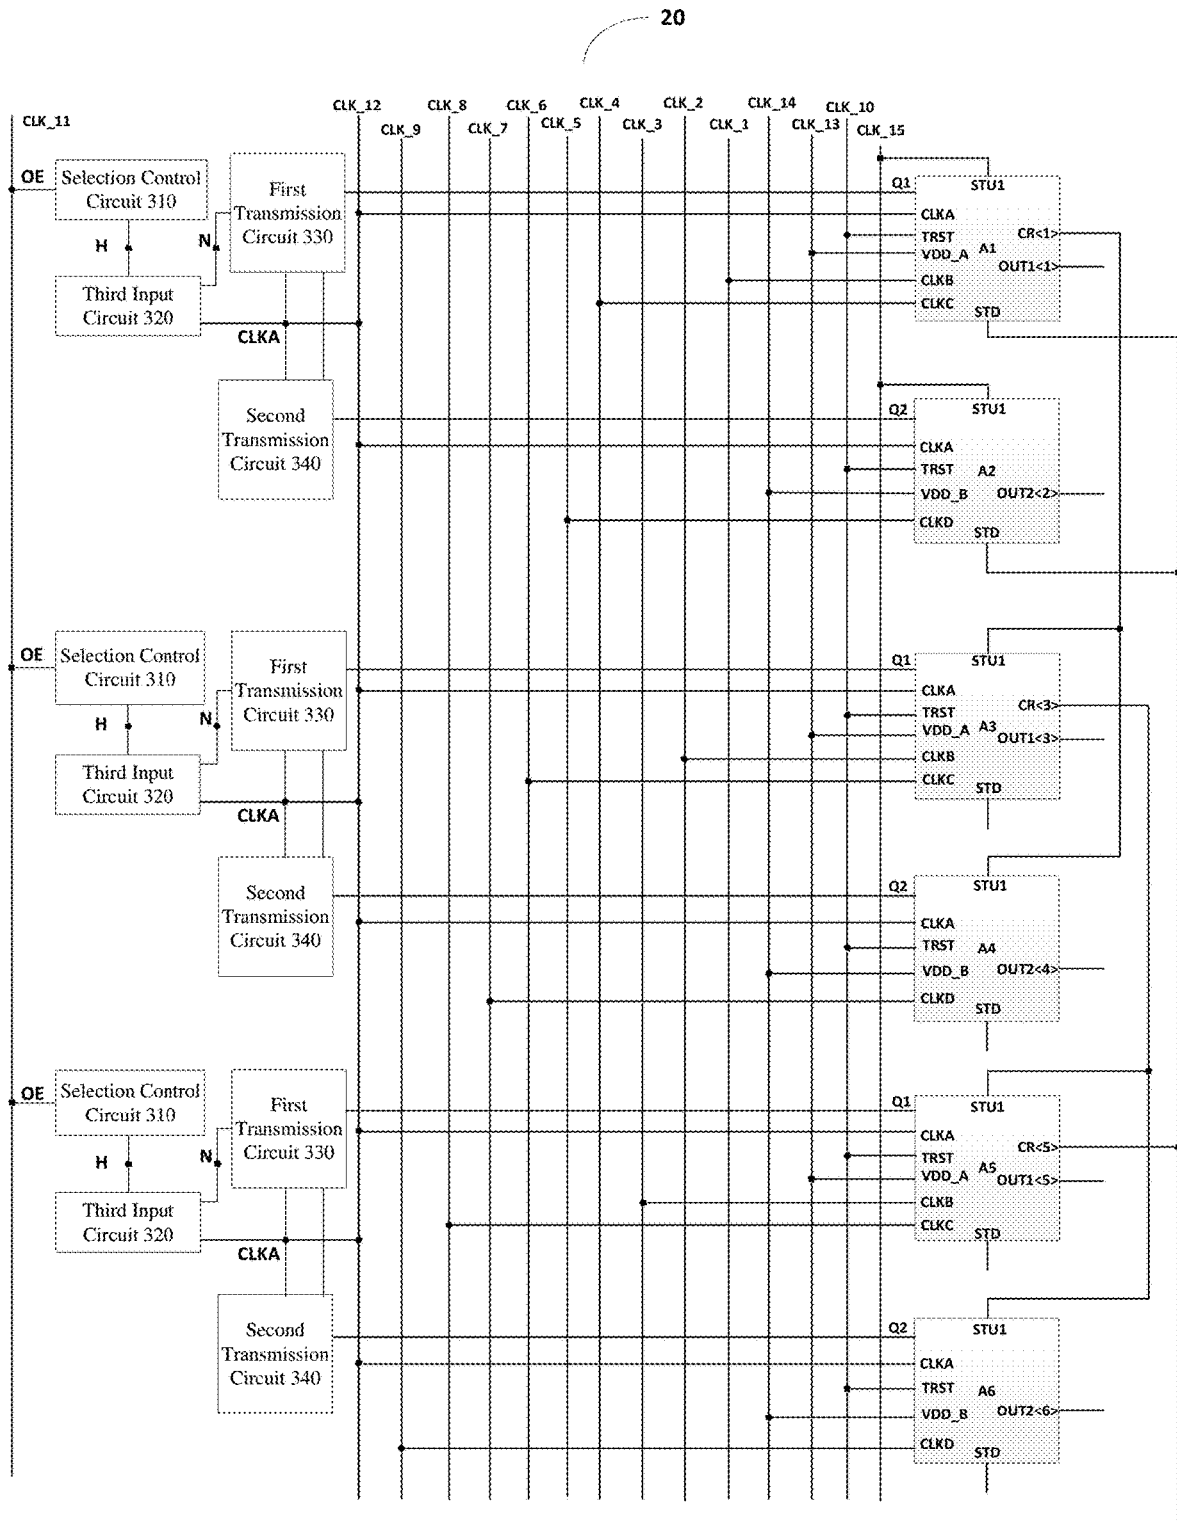 20
CLK_11
CLK_12
CLK_9
CLK_8
CLK_7
CLK_6
CLK_5
CLK_4
CLK_3
CLK_2
CLK_1
CLK_14
CLK_13
CLK_10
CLK_15
OE
Selection Control
Circuit 310
H
N
First
Transmission
Circuit 330
Third Input
Circuit 320
CLKA
Second
Transmission
Circuit 340
Q1
STU1
CLKA
TRST
VDD_A
CLKB
CLKC
A1
CR<1>
OUT1<1>
STD
Q2
STU1
CLKA
TRST
VDD_B
CLKD
A2
OUT2<2>
STD
OE
Selection Control
Circuit 310
H
N
First
Transmission
Circuit 330
Third Input
Circuit 320
CLKA
Second
Transmission
Circuit 340
Q1
STU1
CLKA
TRST
VDD_A
CLKB
CLKC
A3
CR<3>
OUT1<3>
STD
Q2
STU1
CLKA
TRST
VDD_B
CLKD
A4
OUT2<4>
STD
OE
Selection Control
Circuit 310
H
N
First
Transmission
Circuit 330
Third Input
Circuit 320
CLKA
Second
Transmission
Circuit 340
Q1
STU1
CLKA
TRST
VDD_A
CLKB
CLKC
A5
CR<5>
OUT1<5>
STD
Q2
STU1
CLKA
TRST
VDD_B
CLKD
A6
OUT2<6>
STD